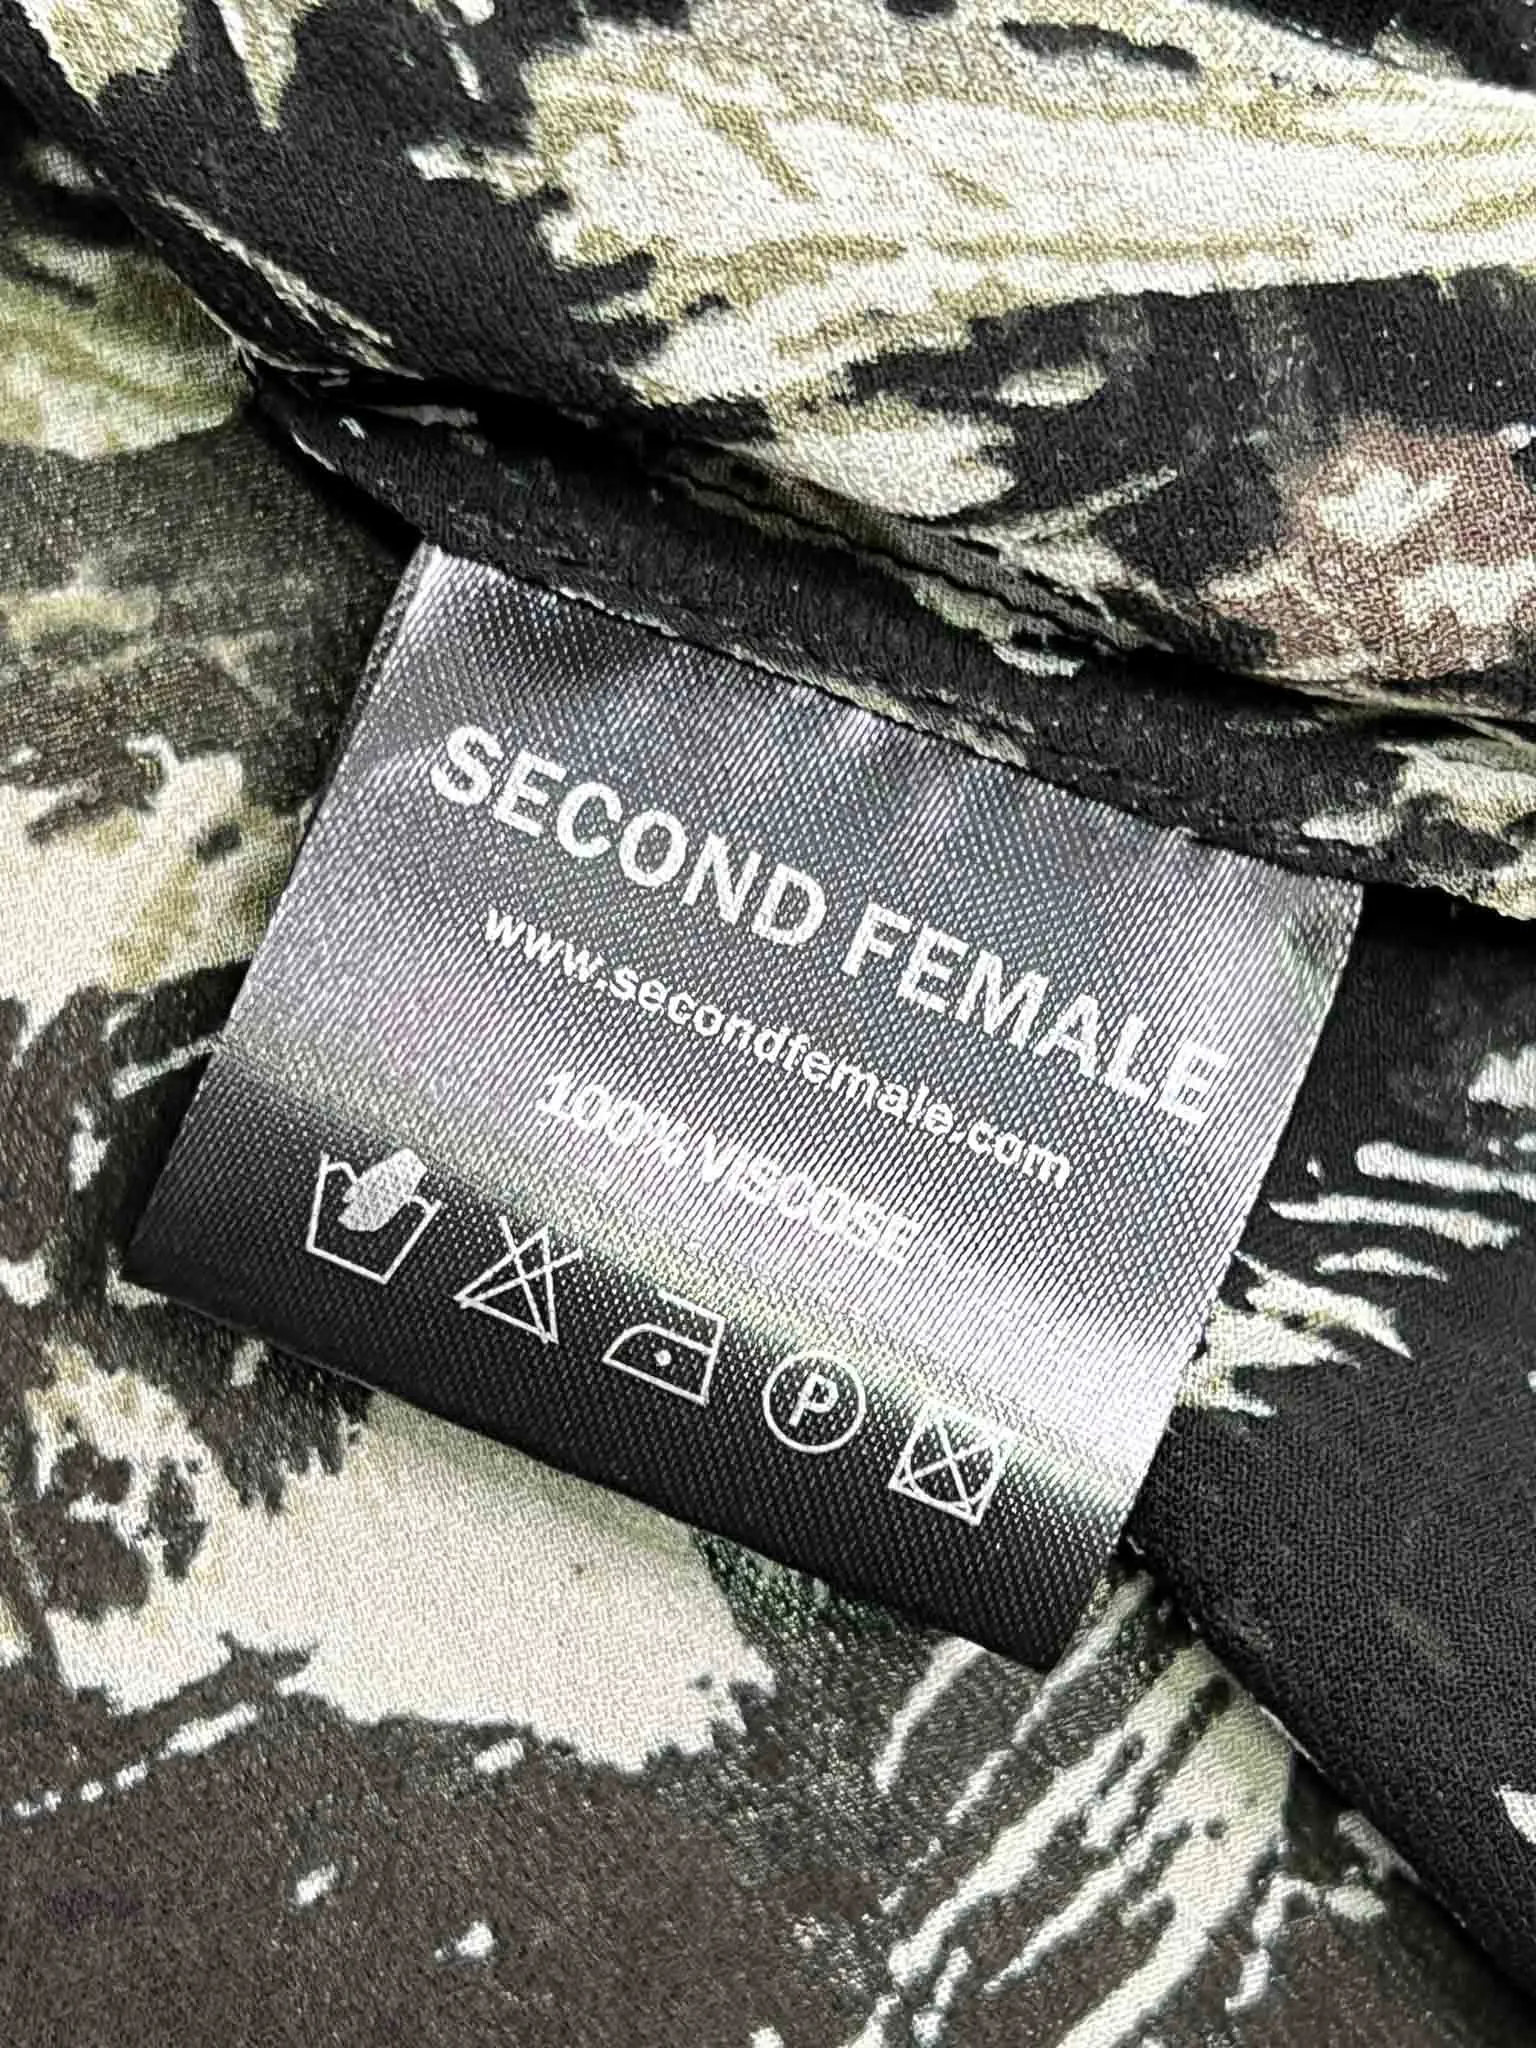 SECOND FEMALE
www.secondfemale.com
100% VISCOSE
P